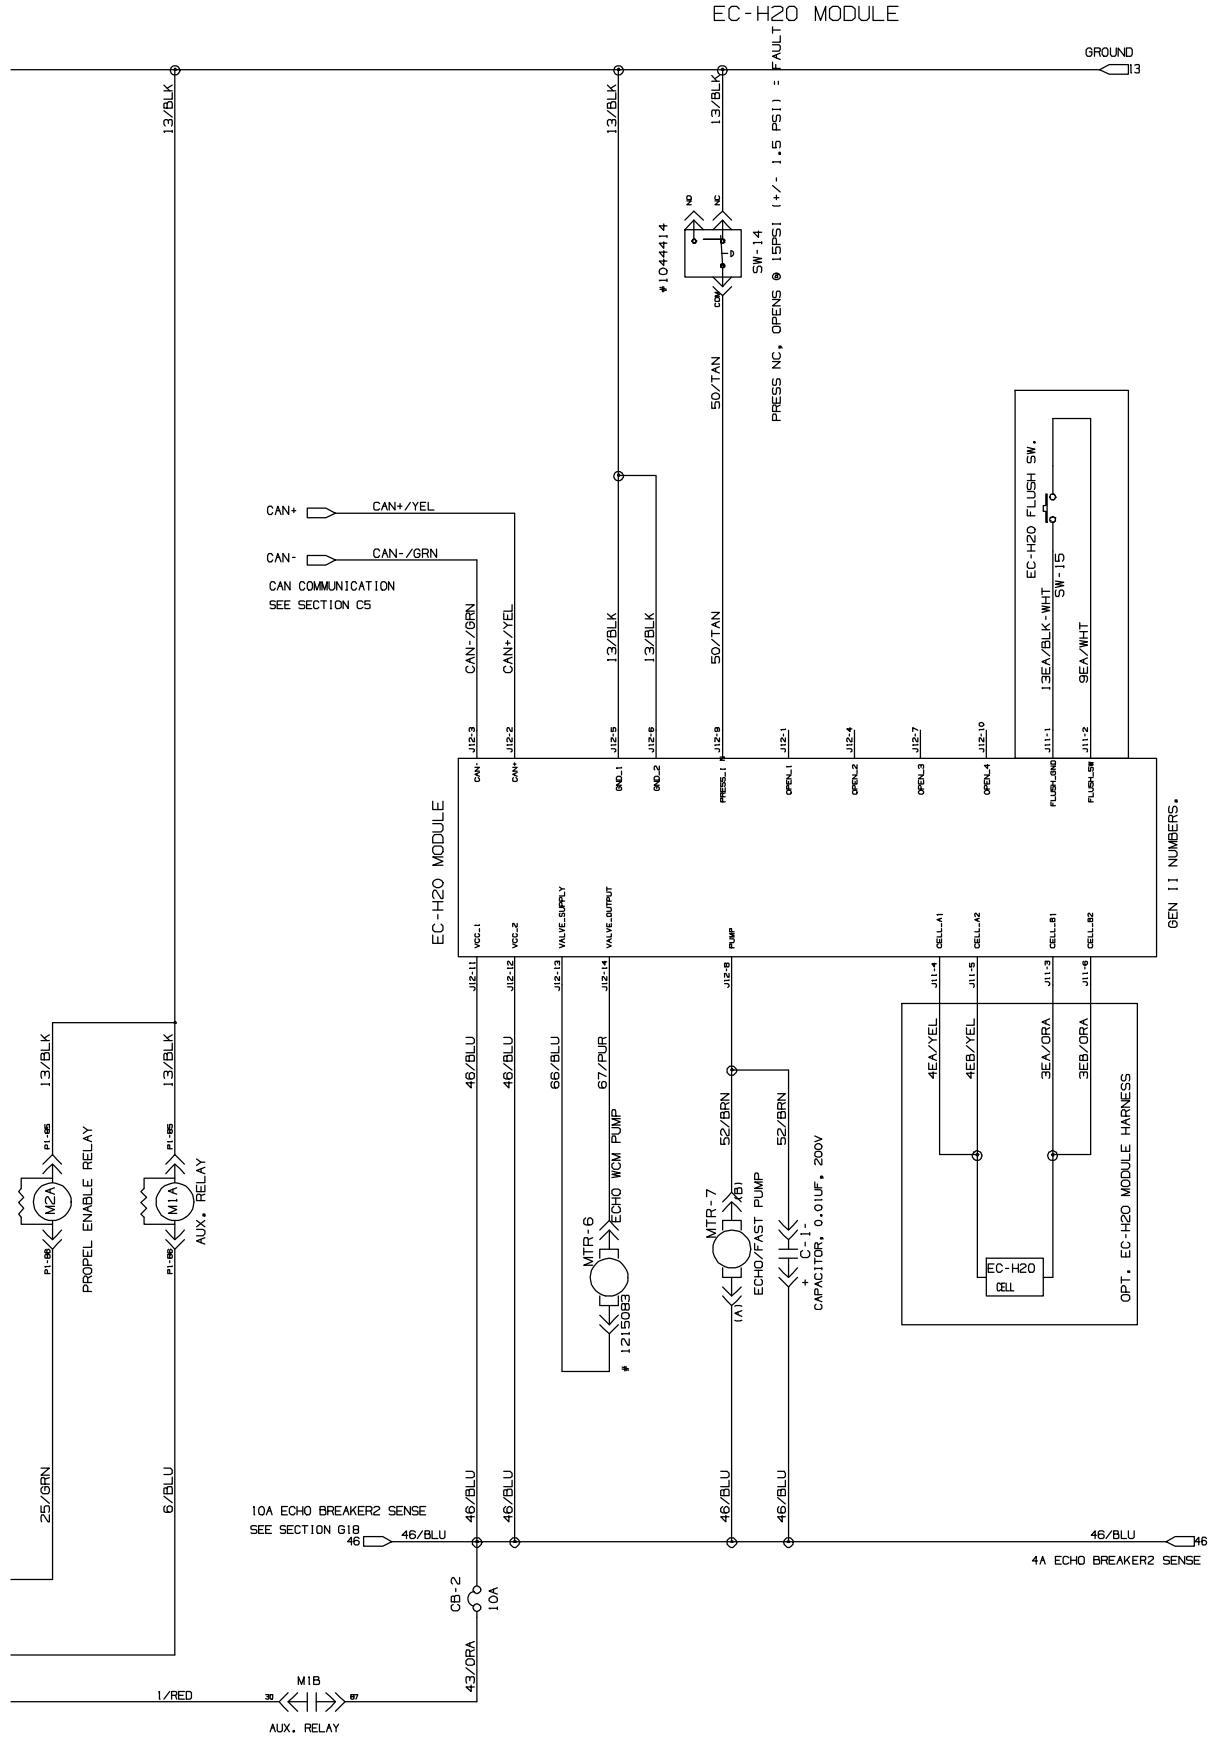 EC-H2O MODULE
GROUND
13
13/BLK
13/BLK
13/BLK
PRESS NC, OPENS @ 15PSI (+/- 1.5 PSI) = FAULT
NO
NC
#1044414
SW-14
COM
50/TAN
EC-H2O FLUSH SW.
SW-15
CAN+
CAN+/YEL
CAN-
CAN-/GRN
CAN COMMUNICATION
SEE SECTION C5
CAN-/GRN
CAN+/YEL
13/BLK
13/BLK
50/TAN
13EA/BLK-WHT
9EA/WHT
J12-3
J12-2
J12-5
J12-6
J12-9
J12-1
J12-4
J12-7
J12-10
J11-1
J11-2
CAN-
CAN+
GND_1
GND_2
PRESS_IN
OPEN_1
OPEN_2
OPEN_3
OPEN_4
FLUSH_GND
FLUSH_SW
EC-H2O MODULE
GEN II NUMBERS.
VCC_1
VCC_2
VALVE_SUPPLY
VALVE_OUTPUT
PUMP
CELL_A1
CELL_A2
CELL_B1
CELL_B2
J12-11
J12-12
J12-13
J12-14
J12-8
J11-4
J11-5
J11-3
J11-6
13/BLK
13/BLK
46/BLU
46/BLU
66/BLU
67/PUR
4EA/YEL
4EB/YEL
3EA/ORA
3EB/ORA
52/BRN
52/BRN
P1-85
P1-85
M2A
M1A
PROPEL ENABLE RELAY
AUX. RELAY
P1-86
P1-86
ECHO WCM PUMP
MTR-6
# 1215083
MTR-7
(B)
ECHO/FAST PUMP
(A)
C-1
-
+
CAPACITOR, 0.01UF, 200V
EC-H2O
CELL
OPT. EC-H2O MODULE HARNESS
25/GRN
6/BLU
46/BLU
46/BLU
46/BLU
46/BLU
10A ECHO BREAKER2 SENSE
SEE SECTION G18
46
46/BLU
46/BLU
46
4A ECHO BREAKER2 SENSE
CB-2
10A
43/ORA
1/RED
30
M1B
87
AUX. RELAY